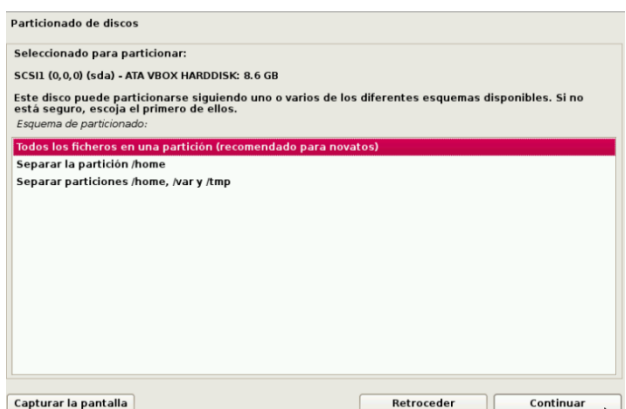 Particionado de discos
Seleccionado para particionar:
SCSI1 (0,0,0) (sda) - ATA VBOX HARDDISK: 8.6 GB
Este disco puede particionarse siguiendo uno o varios de los diferentes esquemas disponibles. Si no
está seguro, escoja el primero de ellos.
Esquema de particionado:
Todos los ficheros en una partición (recomendado para novatos)
Separar la partición /home
Separar particiones /home, /var y /tmp
Capturar la pantalla
Retroceder
Continuar